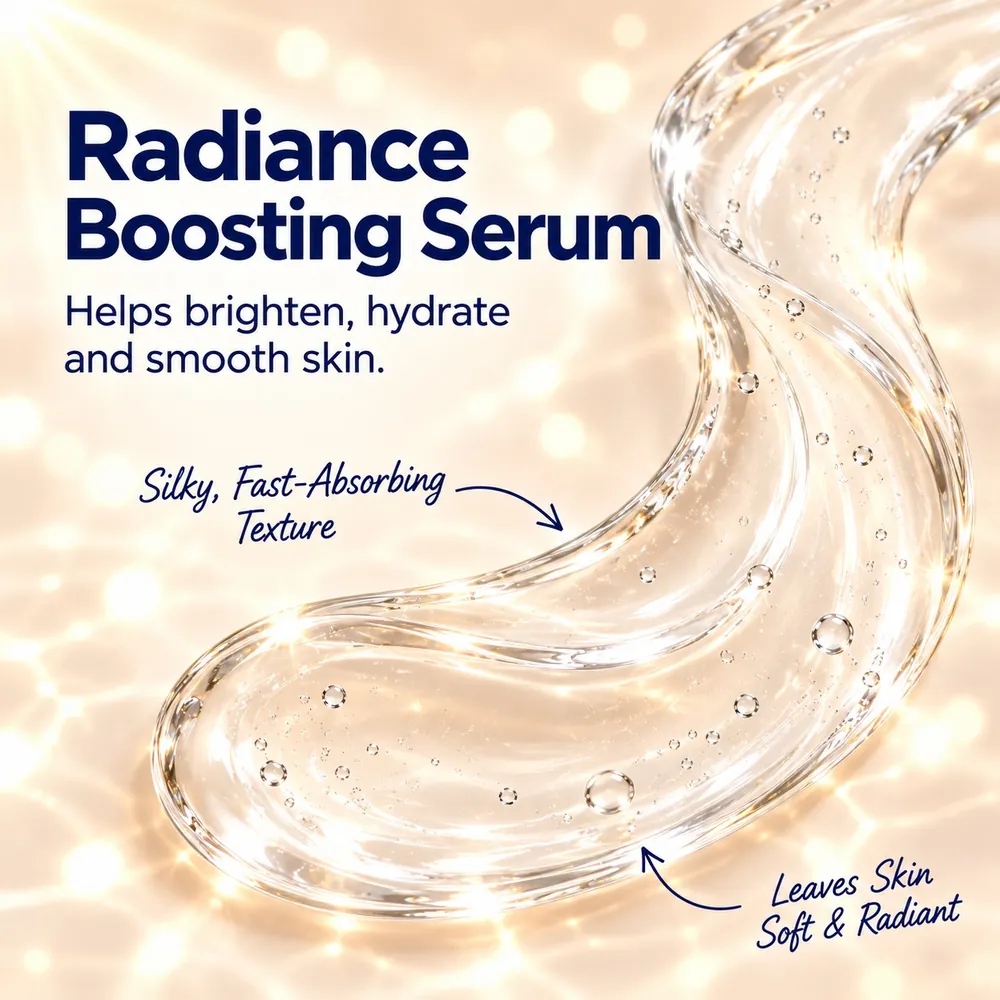 Radiance
Boosting Serum
Helps brighten, hydrate
and smooth skin.
Silky, Fast-Absorbing
Texture
Leaves Skin
Soft & Radiant